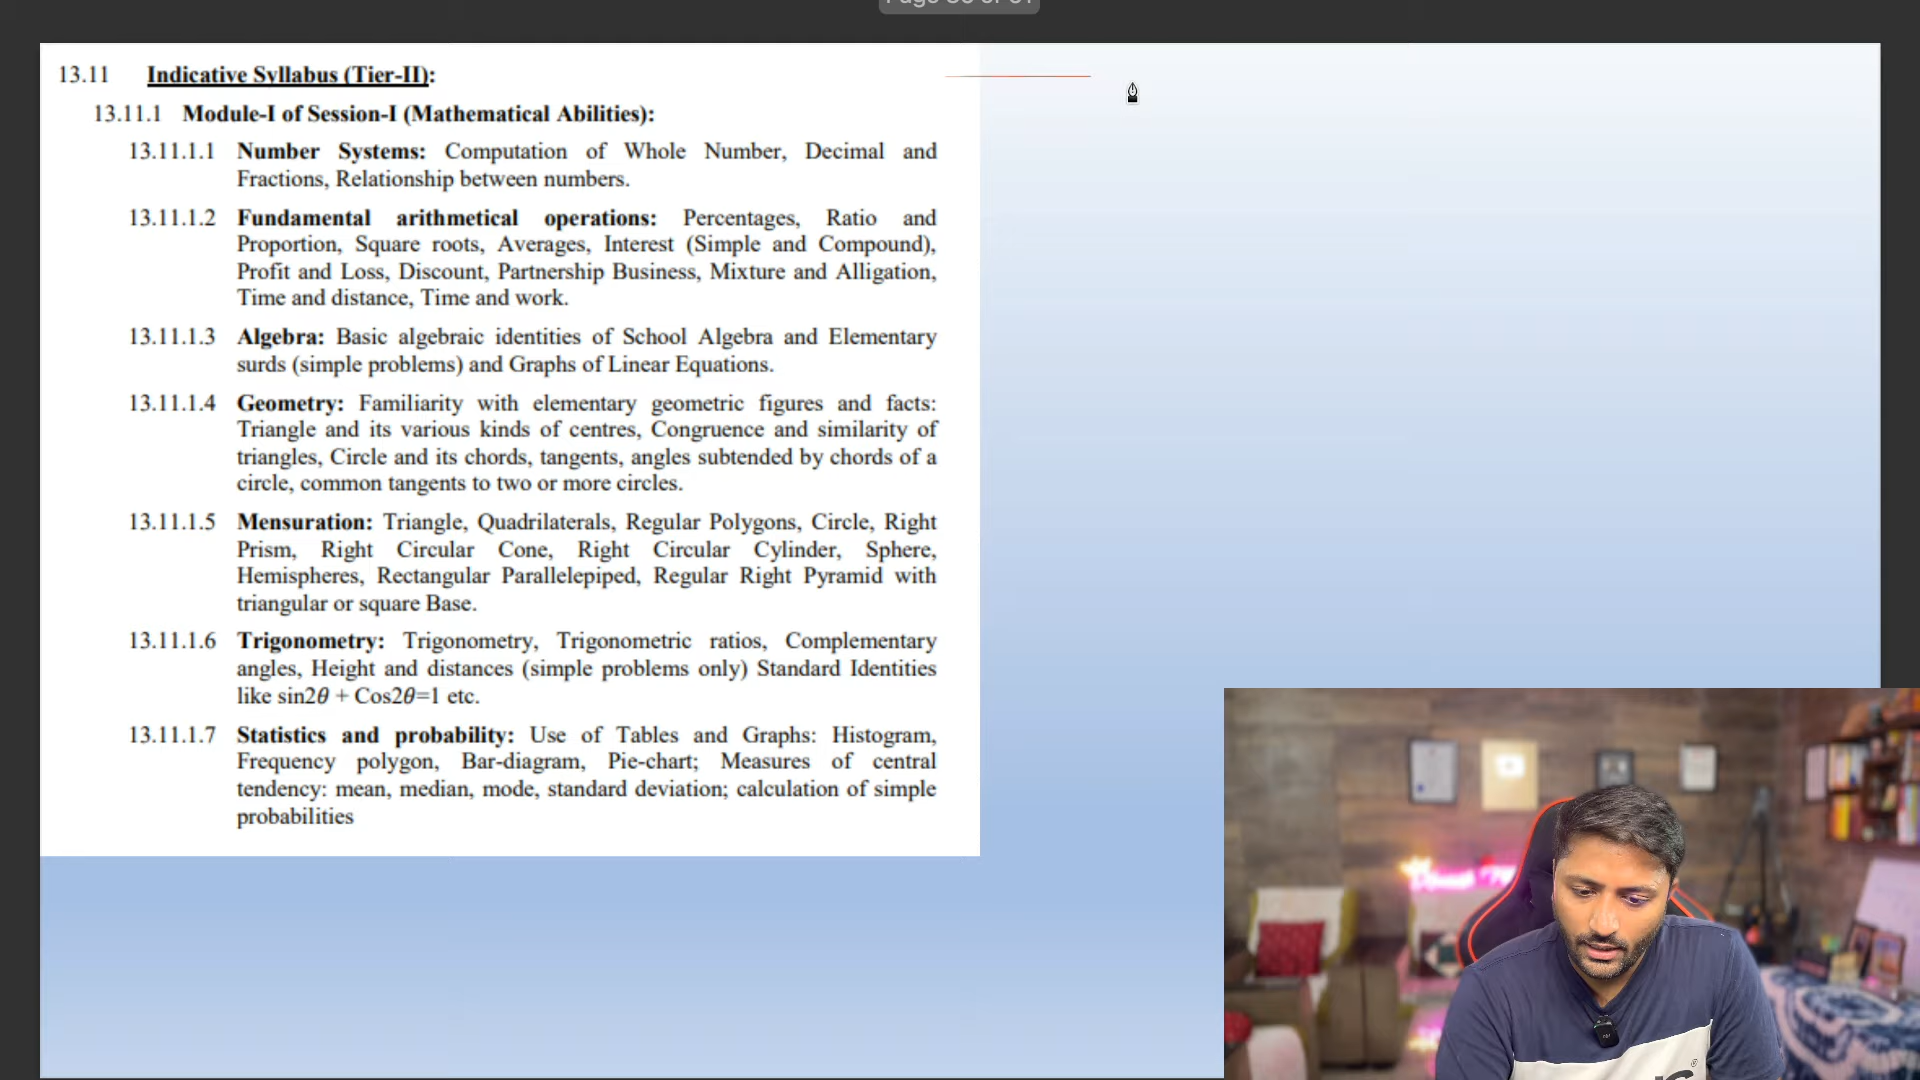 13.11 Indicative Syllabus (Tier-II):
13.11.1 Module-I of Session-I (Mathematical Abilities):
13.11.1.1 Number Systems: Computation of Whole Number, Decimal and
Fractions, Relationship between numbers.
13.11.1.2 Fundamental arithmetical operations: Percentages, Ratio and
Proportion, Square roots, Averages, Interest (Simple and Compound),
Profit and Loss, Discount, Partnership Business, Mixture and Alligation,
Time and distance, Time and work.
13.11.1.3 Algebra: Basic algebraic identities of School Algebra and Elementary
surds (simple problems) and Graphs of Linear Equations.
13.11.1.4 Geometry: Familiarity with elementary geometric figures and facts:
Triangle and its various kinds of centres, Congruence and similarity of
triangles, Circle and its chords, tangents, angles subtended by chords of a
circle, common tangents to two or more circles.
13.11.1.5 Mensuration: Triangle, Quadrilaterals, Regular Polygons, Circle, Right
Prism, Right Circular Cone, Right Circular Cylinder, Sphere,
Hemispheres, Rectangular Parallelepiped, Regular Right Pyramid with
triangular or square Base.
13.11.1.6 Trigonometry: Trigonometry, Trigonometric ratios, Complementary
angles, Height and distances (simple problems only) Standard Identities
like sin2θ + Cos2θ=1 etc.
13.11.1.7 Statistics and probability: Use of Tables and Graphs: Histogram,
Frequency polygon, Bar-diagram, Pie-chart; Measures of central
tendency: mean, median, mode, standard deviation; calculation of simple
probabilities